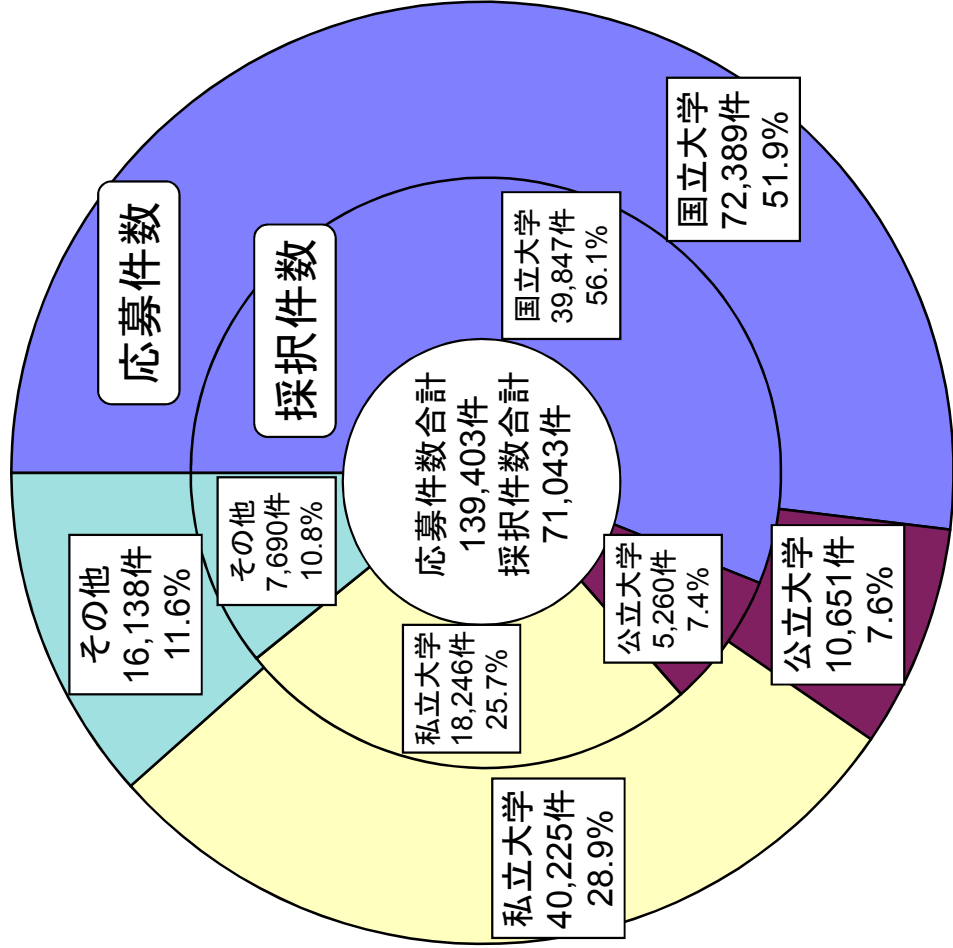 応募件数
採択件数
国立大学
72,389件
51.9%
国立大学
39,847件
56.1%
応募件数合計
139,403件
採択件数合計
71,043件
公立大学
10,651件
7.6%
公立大学
5,260件
7.4%
私立大学
40,225件
28.9%
私立大学
18,246件
25.7%
その他
16,138件
11.6%
その他
7,690件
10.8%